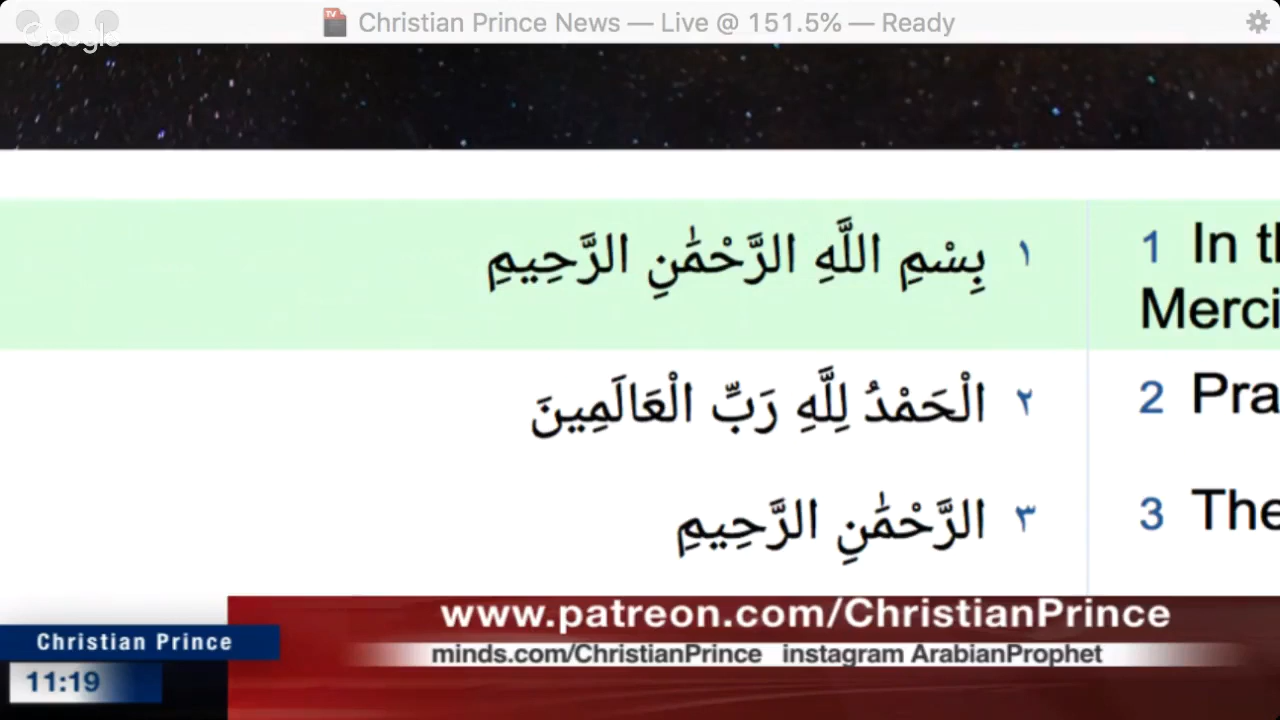 Christian Prince News — Live @ 151.5% — Ready
Google
بِسْمِ اللَّهِ الرَّحْمَٰنِ الرَّحِيمِ ١
1 In th
Merci
الْحَمْدُ لِلَّهِ رَبِّ الْعَالَمِينَ ٢
2 Pra
الرَّحْمَٰنِ الرَّحِيمِ ٣
3 The
www.patreon.com/ChristianPrince
Christian Prince
minds.com/ChristianPrince instagram ArabianProphet
11:19